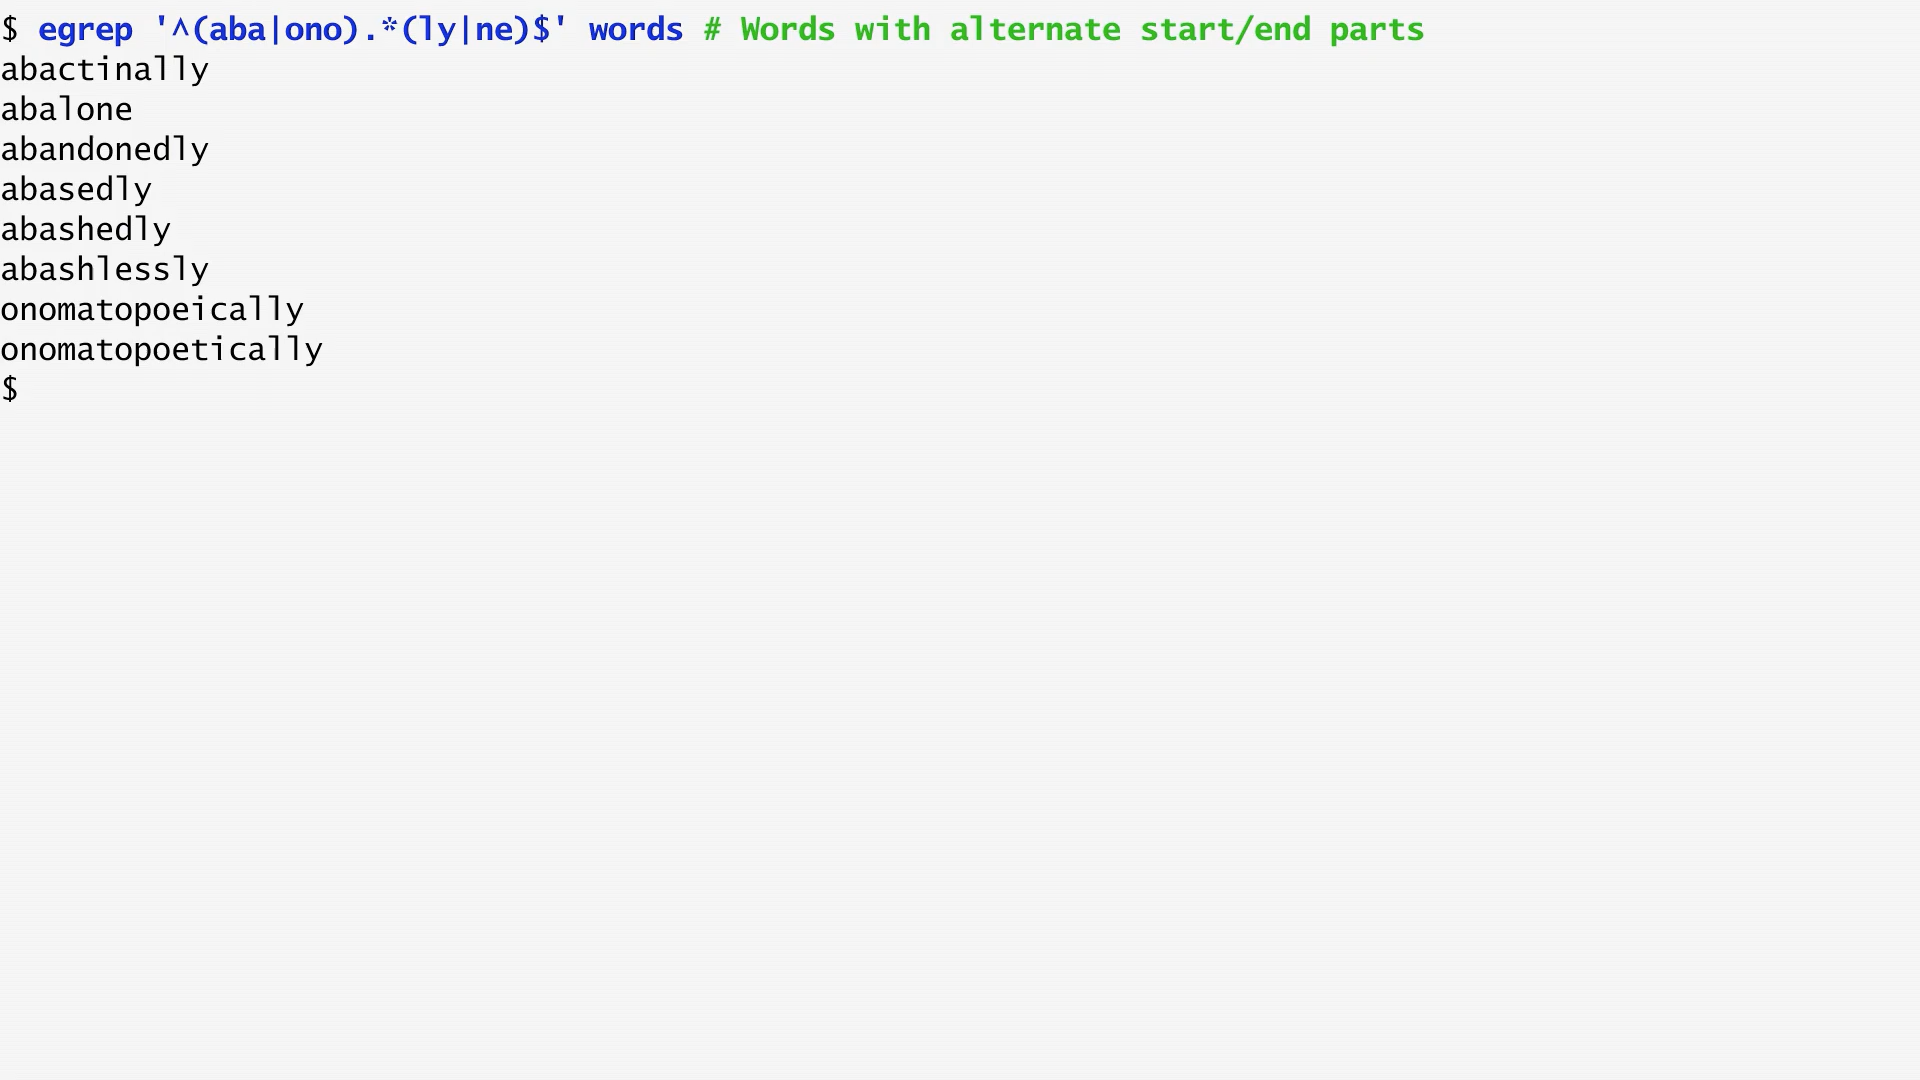 $ egrep '^(aba|ono).*(ly|ne)$' words # Words with alternate start/end parts
abactinally
abalone
abandonedly
abasedly
abashedly
abashlessly
onomatopoeically
onomatopoetically
$